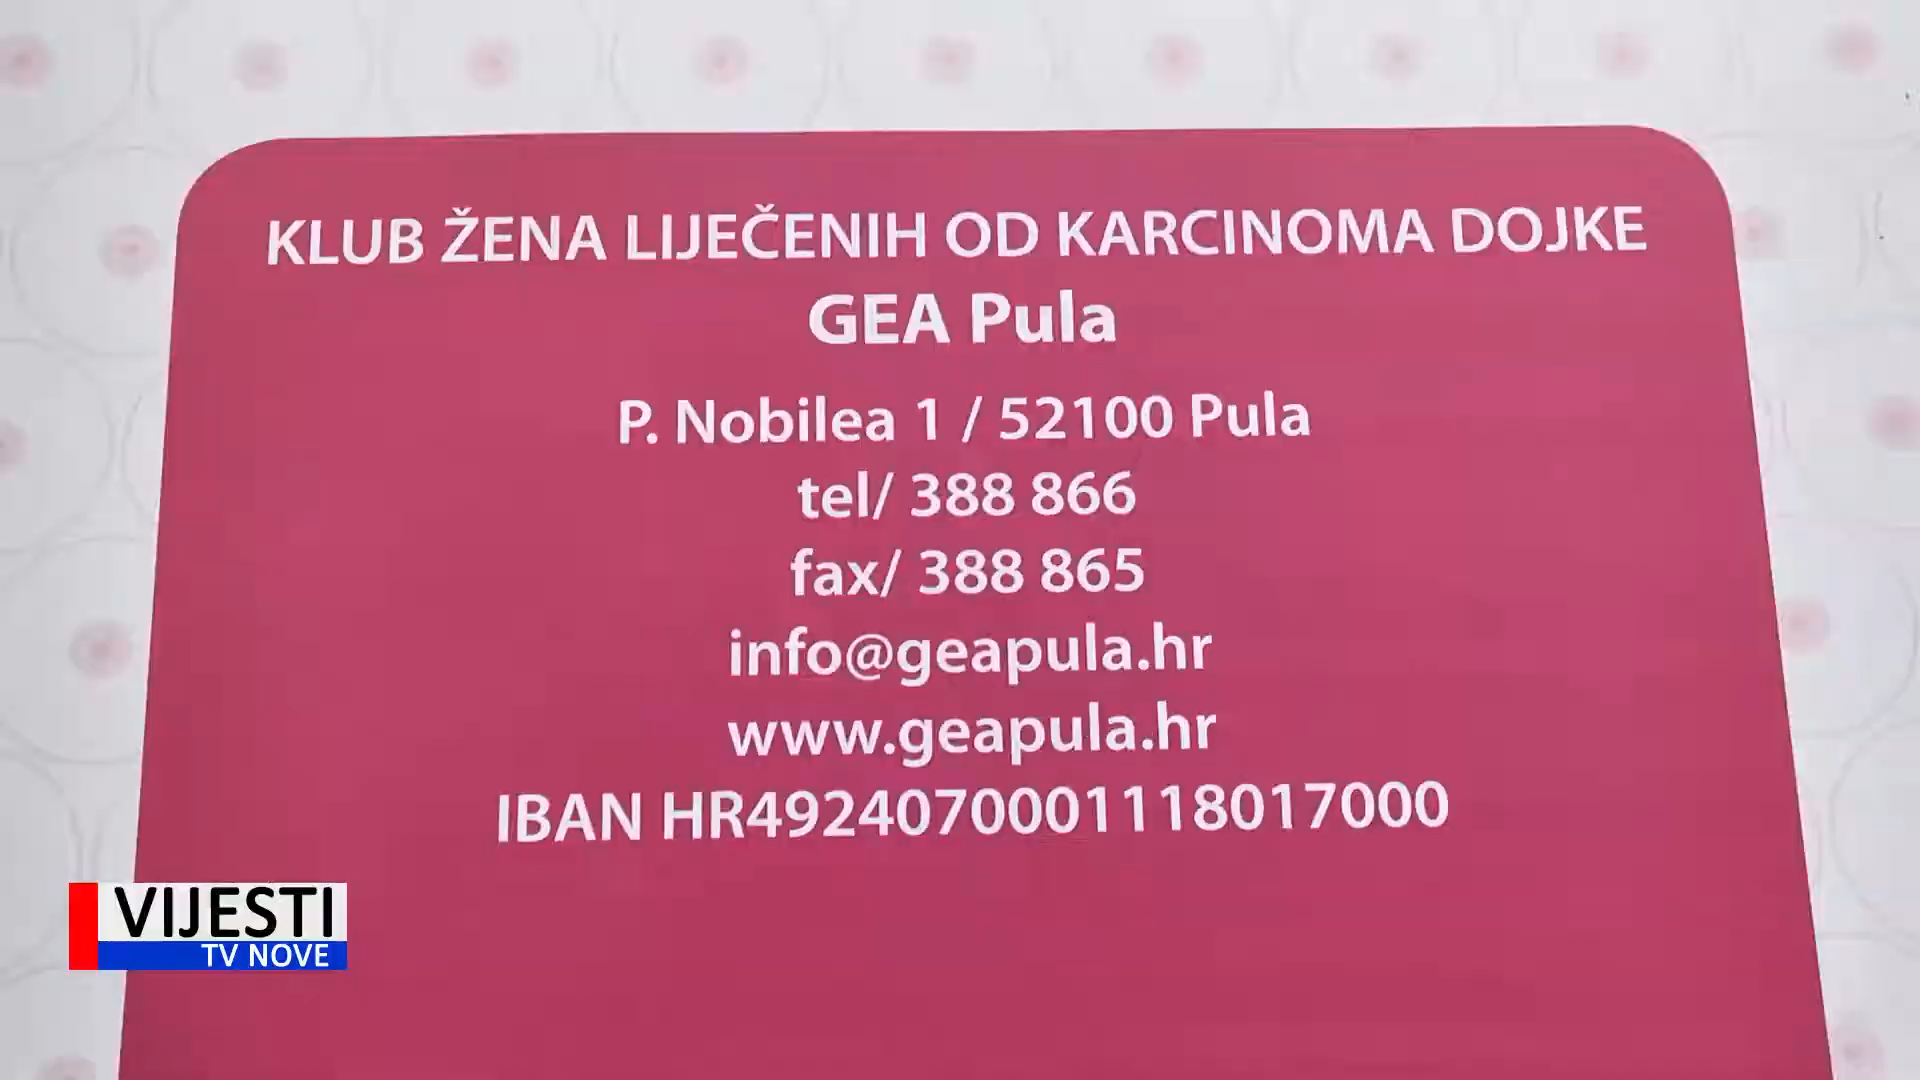 KLUB ŽENA LIJEČENIH OD KARCINOMA DOJKE
GEA Pula
P. Nobilea 1 / 52100 Pula
tel/ 388 866
fax/ 388 865
info@geapula.hr
www.geapula.hr
IBAN HR4924070001118017000
VIJESTI
TV NOVE